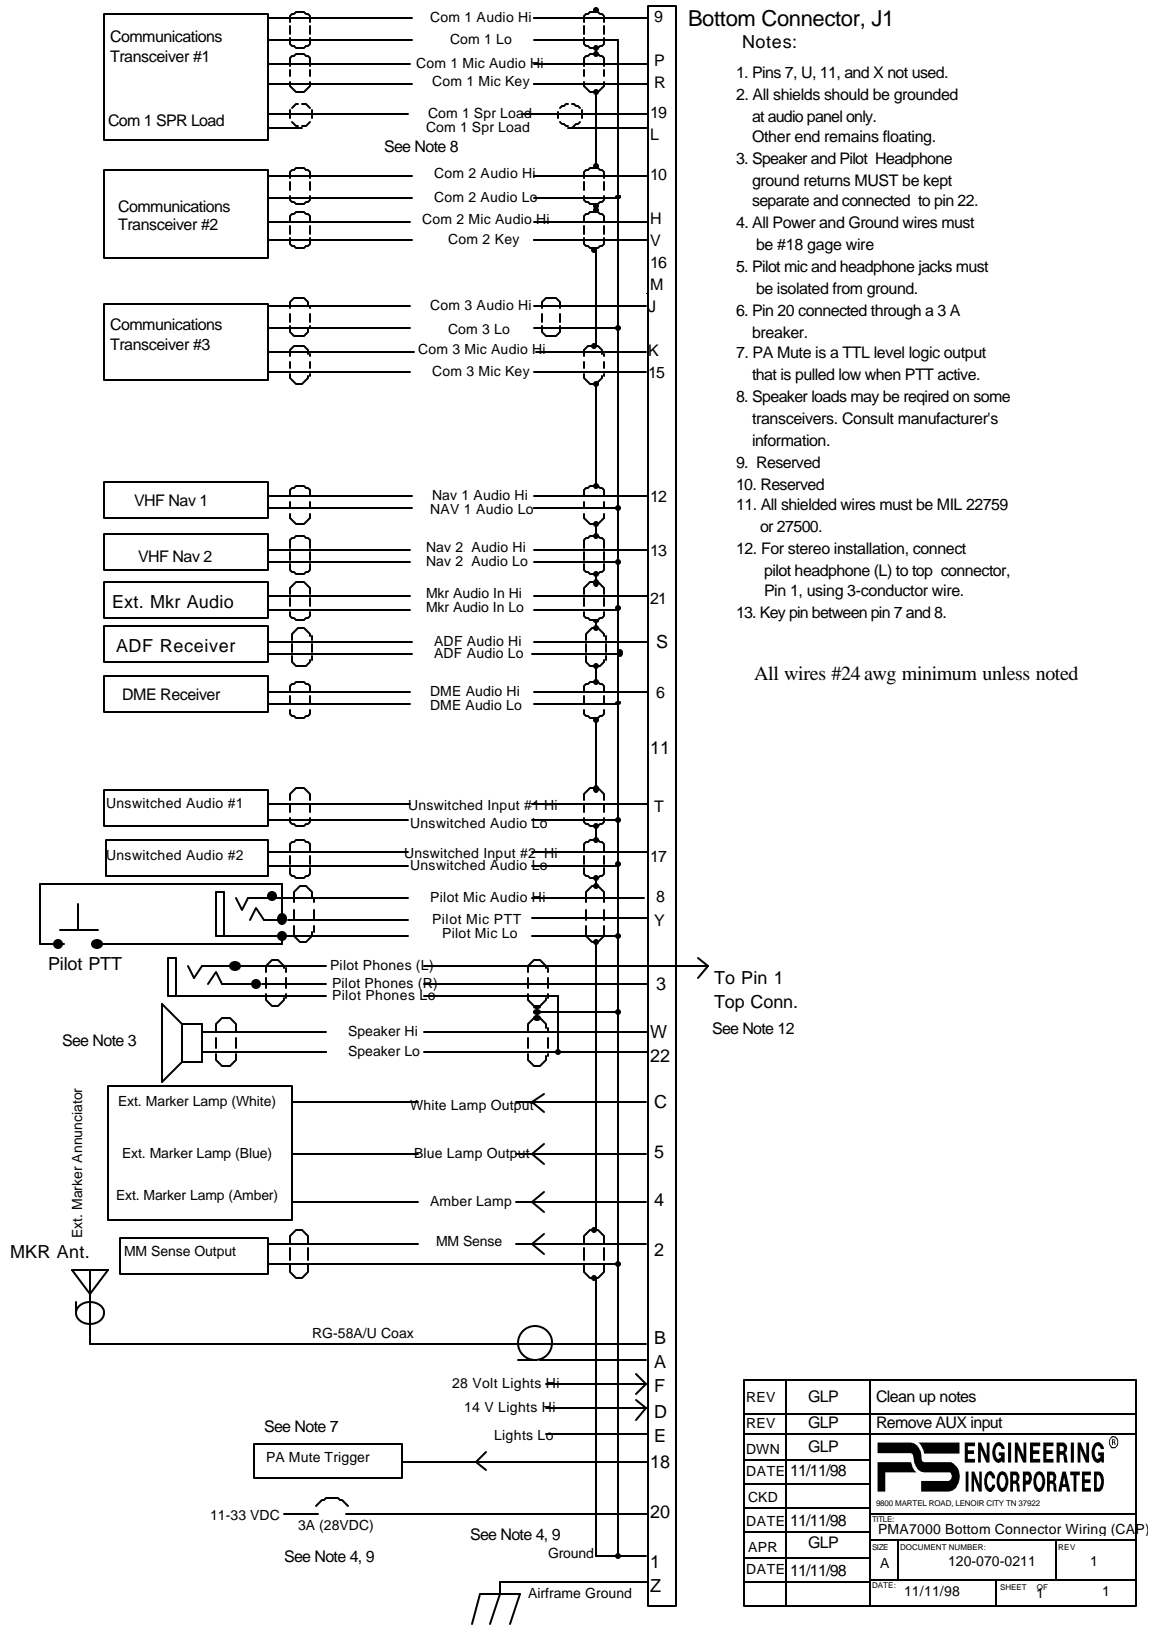 Bottom Connector, J1
Notes:
1. Pins 7, U, 11, and X not used.
2. All shields should be grounded
at audio panel only.
Other end remains floating.
3. Speaker and Pilot Headphone
ground returns MUST be kept
separate and connected to pin 22.
4. All Power and Ground wires must
be #18 gage wire
5. Pilot mic and headphone jacks must
be isolated from ground.
6. Pin 20 connected through a 3 A
breaker.
7. PA Mute is a TTL level logic output
that is pulled low when PTT active.
8. Speaker loads may be reqired on some
transceivers. Consult manufacturer's
information.
9. Reserved
10. Reserved
11. All shielded wires must be MIL 22759
or 27500.
12. For stereo installation, connect
pilot headphone (L) to top connector,
Pin 1, using 3-conductor wire.
13. Key pin between pin 7 and 8.
All wires #24 awg minimum unless noted
Communications
Transceiver #1
Com 1 SPR Load
Com 1 Audio Hi
9
Com 1 Lo
Com 1 Mic Audio Hi
P
Com 1 Mic Key
R
Com 1 Spr Load
19
Com 1 Spr Load
L
See Note 8
Communications
Transceiver #2
Com 2 Audio Hi
10
Com 2 Audio Lo
Com 2 Mic Audio Hi
H
Com 2 Key
V
16
M
Communications
Transceiver #3
Com 3 Audio Hi
J
Com 3 Lo
Com 3 Mic Audio Hi
K
Com 3 Mic Key
15
VHF Nav 1
Nav 1 Audio Hi
12
NAV 1 Audio Lo
VHF Nav 2
Nav 2 Audio Hi
13
Nav 2 Audio Lo
Ext. Mkr Audio
Mkr Audio In Hi
21
Mkr Audio In Lo
ADF Receiver
ADF Audio Hi
S
ADF Audio Lo
DME Receiver
DME Audio Hi
6
DME Audio Lo
11
Unswitched Audio #1
Unswitched Input #1 Hi
T
Unswitched Audio Lo
Unswitched Audio #2
Unswitched Input #2 Hi
17
Unswitched Audio Lo
Pilot Mic Audio Hi
8
Pilot Mic PTT
Y
Pilot Mic Lo
Pilot PTT
Pilot Phones (L)
To Pin 1
Top Conn.
See Note 12
Pilot Phones (R)
3
Pilot Phones Lo
See Note 3
Speaker Hi
W
Speaker Lo
22
Ext. Marker Annunciator
Ext. Marker Lamp (White)
White Lamp Output
C
Ext. Marker Lamp (Blue)
Blue Lamp Output
5
Ext. Marker Lamp (Amber)
Amber Lamp
4
MM Sense Output
MM Sense
2
MKR Ant.
RG-58A/U Coax
B
A
28 Volt Lights Hi
F
14 V Lights Hi
D
Lights Lo
E
See Note 7
PA Mute Trigger
18
11-33 VDC
3A (28VDC)
20
See Note 4, 9
See Note 4, 9
Ground
1
Airframe Ground
Z
REV GLP Clean up notes
REV GLP Remove AUX input
DWN GLP
DATE 11/11/98
CKD
DATE 11/11/98
APR GLP
DATE 11/11/98
PS ENGINEERING ®
INCORPORATED
9800 MARTEL ROAD, LENOIR CITY TN 37922
TITLE:
PMA7000 Bottom Connector Wiring (CAP)
SIZE DOCUMENT NUMBER: REV
A 120-070-0211 1
DATE: 11/11/98 SHEET 1 OF 1